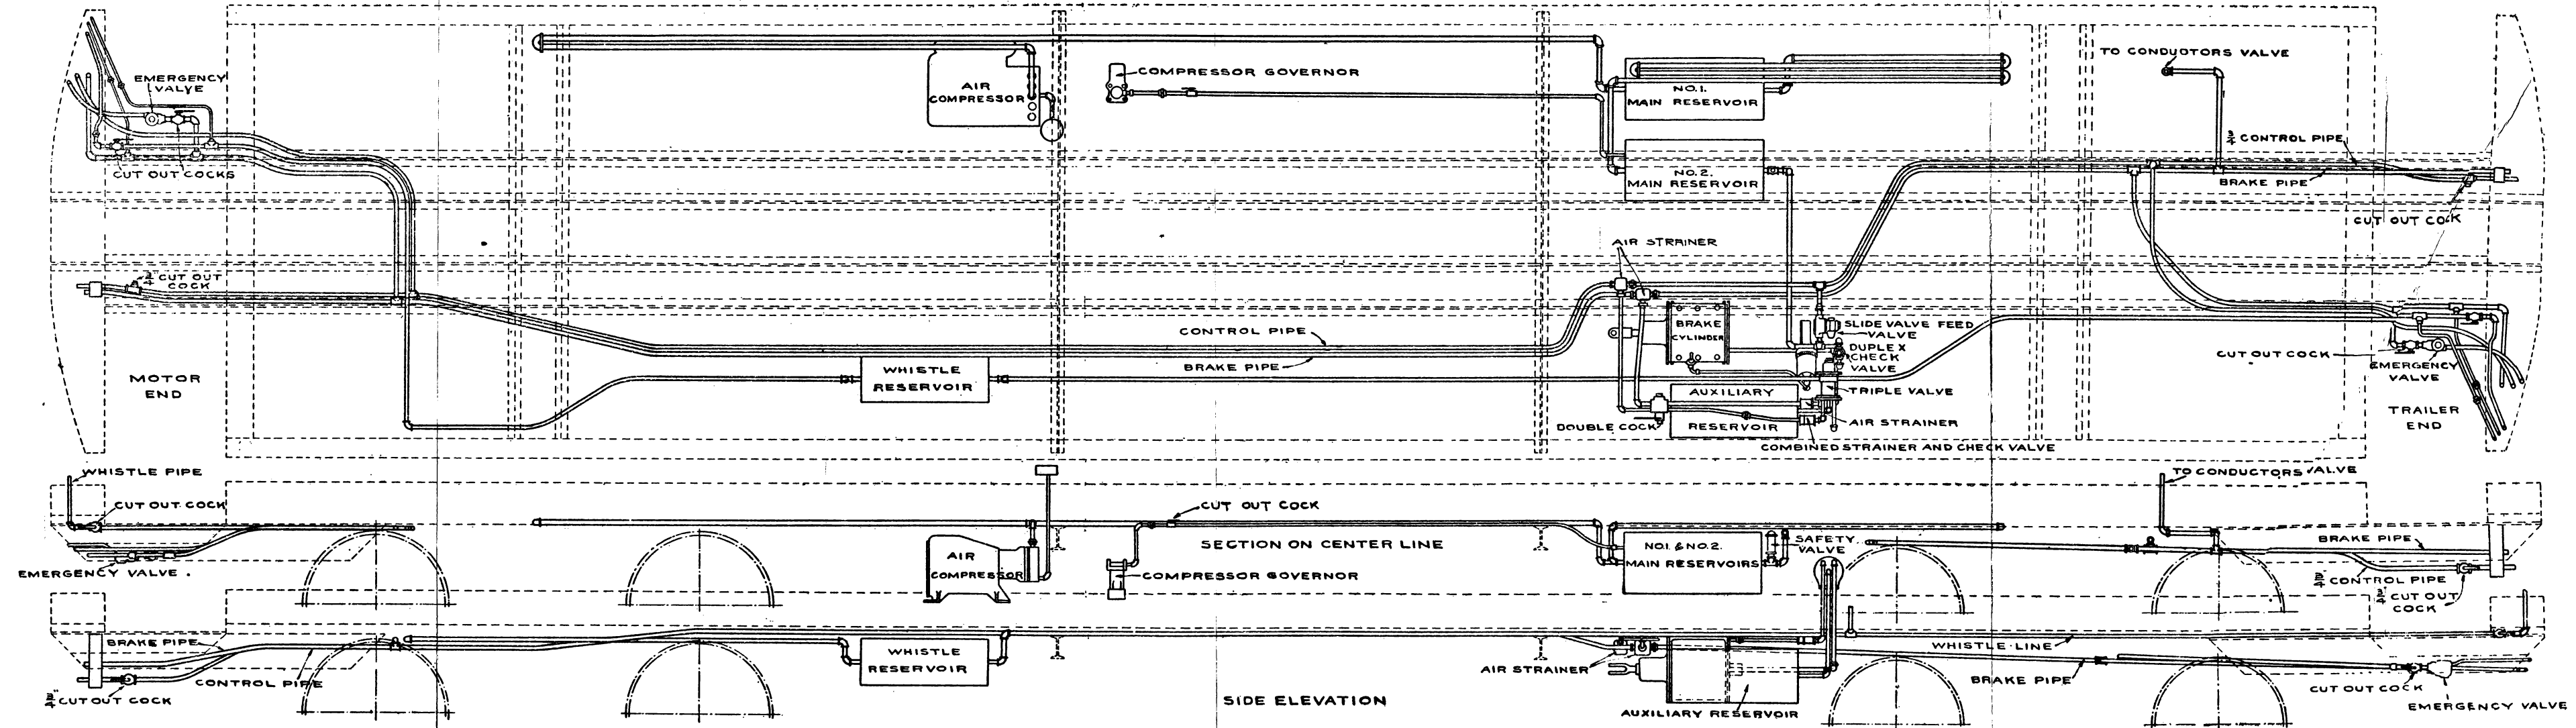 EMERGENCY
VALVE
CUT OUT COCKS
AIR
COMPRESSOR
COMPRESSOR GOVERNOR
NO.1.
MAIN RESERVOIR
NO.2.
MAIN RESERVOIR
TO CONDUCTORS VALVE
3/4" CONTROL PIPE
BRAKE PIPE
CUT OUT COCK
3/4" CUT OUT
COCK
AIR STRAINER
CONTROL PIPE
BRAKE PIPE
BRAKE
CYLINDER
SLIDE VALVE FEED
VALVE
DUPLEX
CHECK
VALVE
MOTOR
END
WHISTLE
RESERVOIR
AUXILIARY
RESERVOIR
TRIPLE VALVE
DOUBLE COCK
AIR STRAINER
COMBINED STRAINER AND CHECK VALVE
CUT OUT COCK
EMERGENCY
VALVE
TRAILER
END
WHISTLE PIPE
CUT OUT COCK
EMERGENCY VALVE.
AIR
COMPRESSOR
CUT OUT COCK
SECTION ON CENTER LINE
COMPRESSOR GOVERNOR
NO.1. & NO.2.
MAIN RESERVOIRS
SAFETY
VALVE
TO CONDUCTORS VALVE
BRAKE PIPE
3/4" CONTROL PIPE
3/4" CUT OUT
COCK
BRAKE PIPE
CONTROL PIPE
3/4" CUT OUT COCK
WHISTLE
RESERVOIR
SIDE ELEVATION
AIR STRAINER
AUXILIARY RESERVOIR
WHISTLE LINE
BRAKE PIPE
CUT OUT COCK
EMERGENCY VALVE